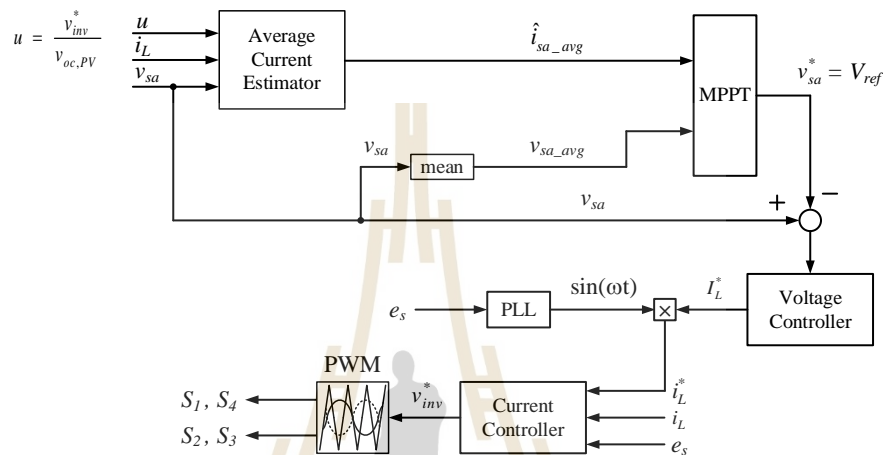 u = v*inv / voc,PV
u
iL
vsa
Average
Current
Estimator
îsa_avg
MPPT
v*sa = Vref
vsa
mean
vsa_avg
vsa
+
−
es
PLL
sin(ωt)
×
I*L
Voltage
Controller
PWM
S1, S4
S2, S3
v*inv
Current
Controller
i*L
iL
es